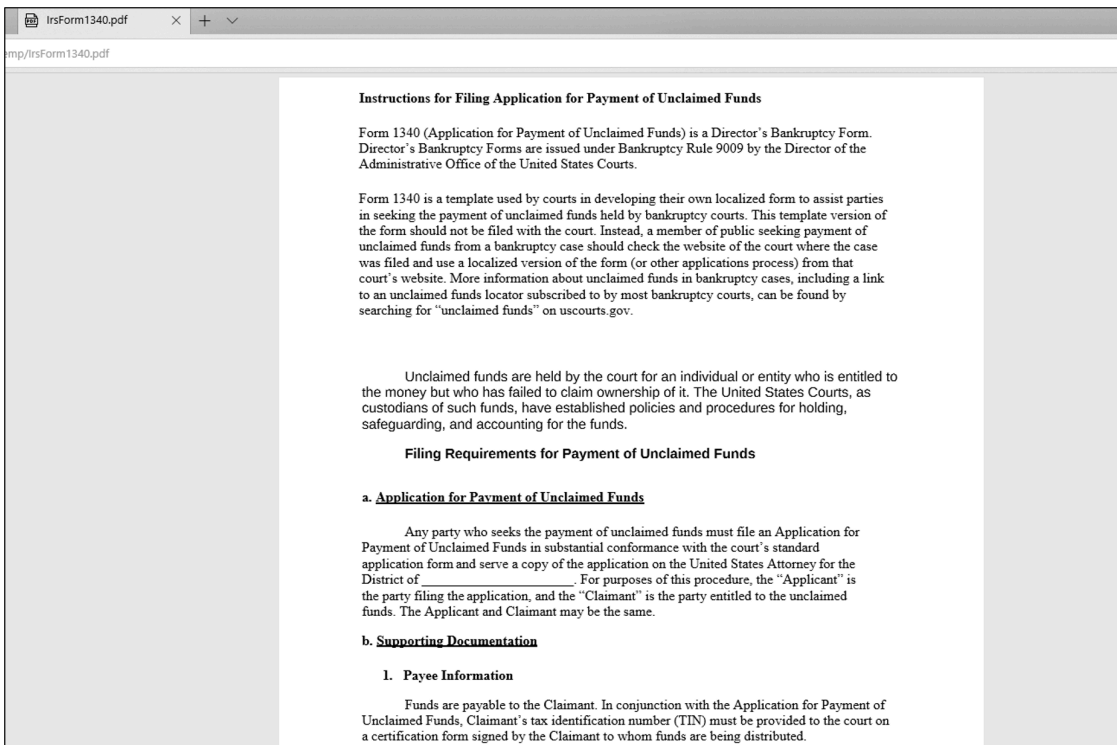 IrsForm1340.pdf
emp/IrsForm1340.pdf
Instructions for Filing Application for Payment of Unclaimed Funds
Form 1340 (Application for Payment of Unclaimed Funds) is a Director’s Bankruptcy Form.
Director’s Bankruptcy Forms are issued under Bankruptcy Rule 9009 by the Director of the
Administrative Office of the United States Courts.
Form 1340 is a template used by courts in developing their own localized form to assist parties
in seeking the payment of unclaimed funds held by bankruptcy courts. This template version of
the form should not be filed with the court. Instead, a member of public seeking payment of
unclaimed funds from a bankruptcy case should check the website of the court where the case
was filed and use a localized version of the form (or other applications process) from that
court’s website. More information about unclaimed funds in bankruptcy cases, including a link
to an unclaimed funds locator subscribed to by most bankruptcy courts, can be found by
searching for “unclaimed funds” on uscourts.gov.
Unclaimed funds are held by the court for an individual or entity who is entitled to
the money but who has failed to claim ownership of it. The United States Courts, as
custodians of such funds, have established policies and procedures for holding,
safeguarding, and accounting for the funds.
Filing Requirements for Payment of Unclaimed Funds
a. Application for Payment of Unclaimed Funds
Any party who seeks the payment of unclaimed funds must file an Application for
Payment of Unclaimed Funds in substantial conformance with the court’s standard
application form and serve a copy of the application on the United States Attorney for the
District of ______________________. For purposes of this procedure, the “Applicant” is
the party filing the application, and the “Claimant” is the party entitled to the unclaimed
funds. The Applicant and Claimant may be the same.
b. Supporting Documentation
1. Payee Information
Funds are payable to the Claimant. In conjunction with the Application for Payment of
Unclaimed Funds, Claimant’s tax identification number (TIN) must be provided to the court on
a certification form signed by the Claimant to whom funds are being distributed.